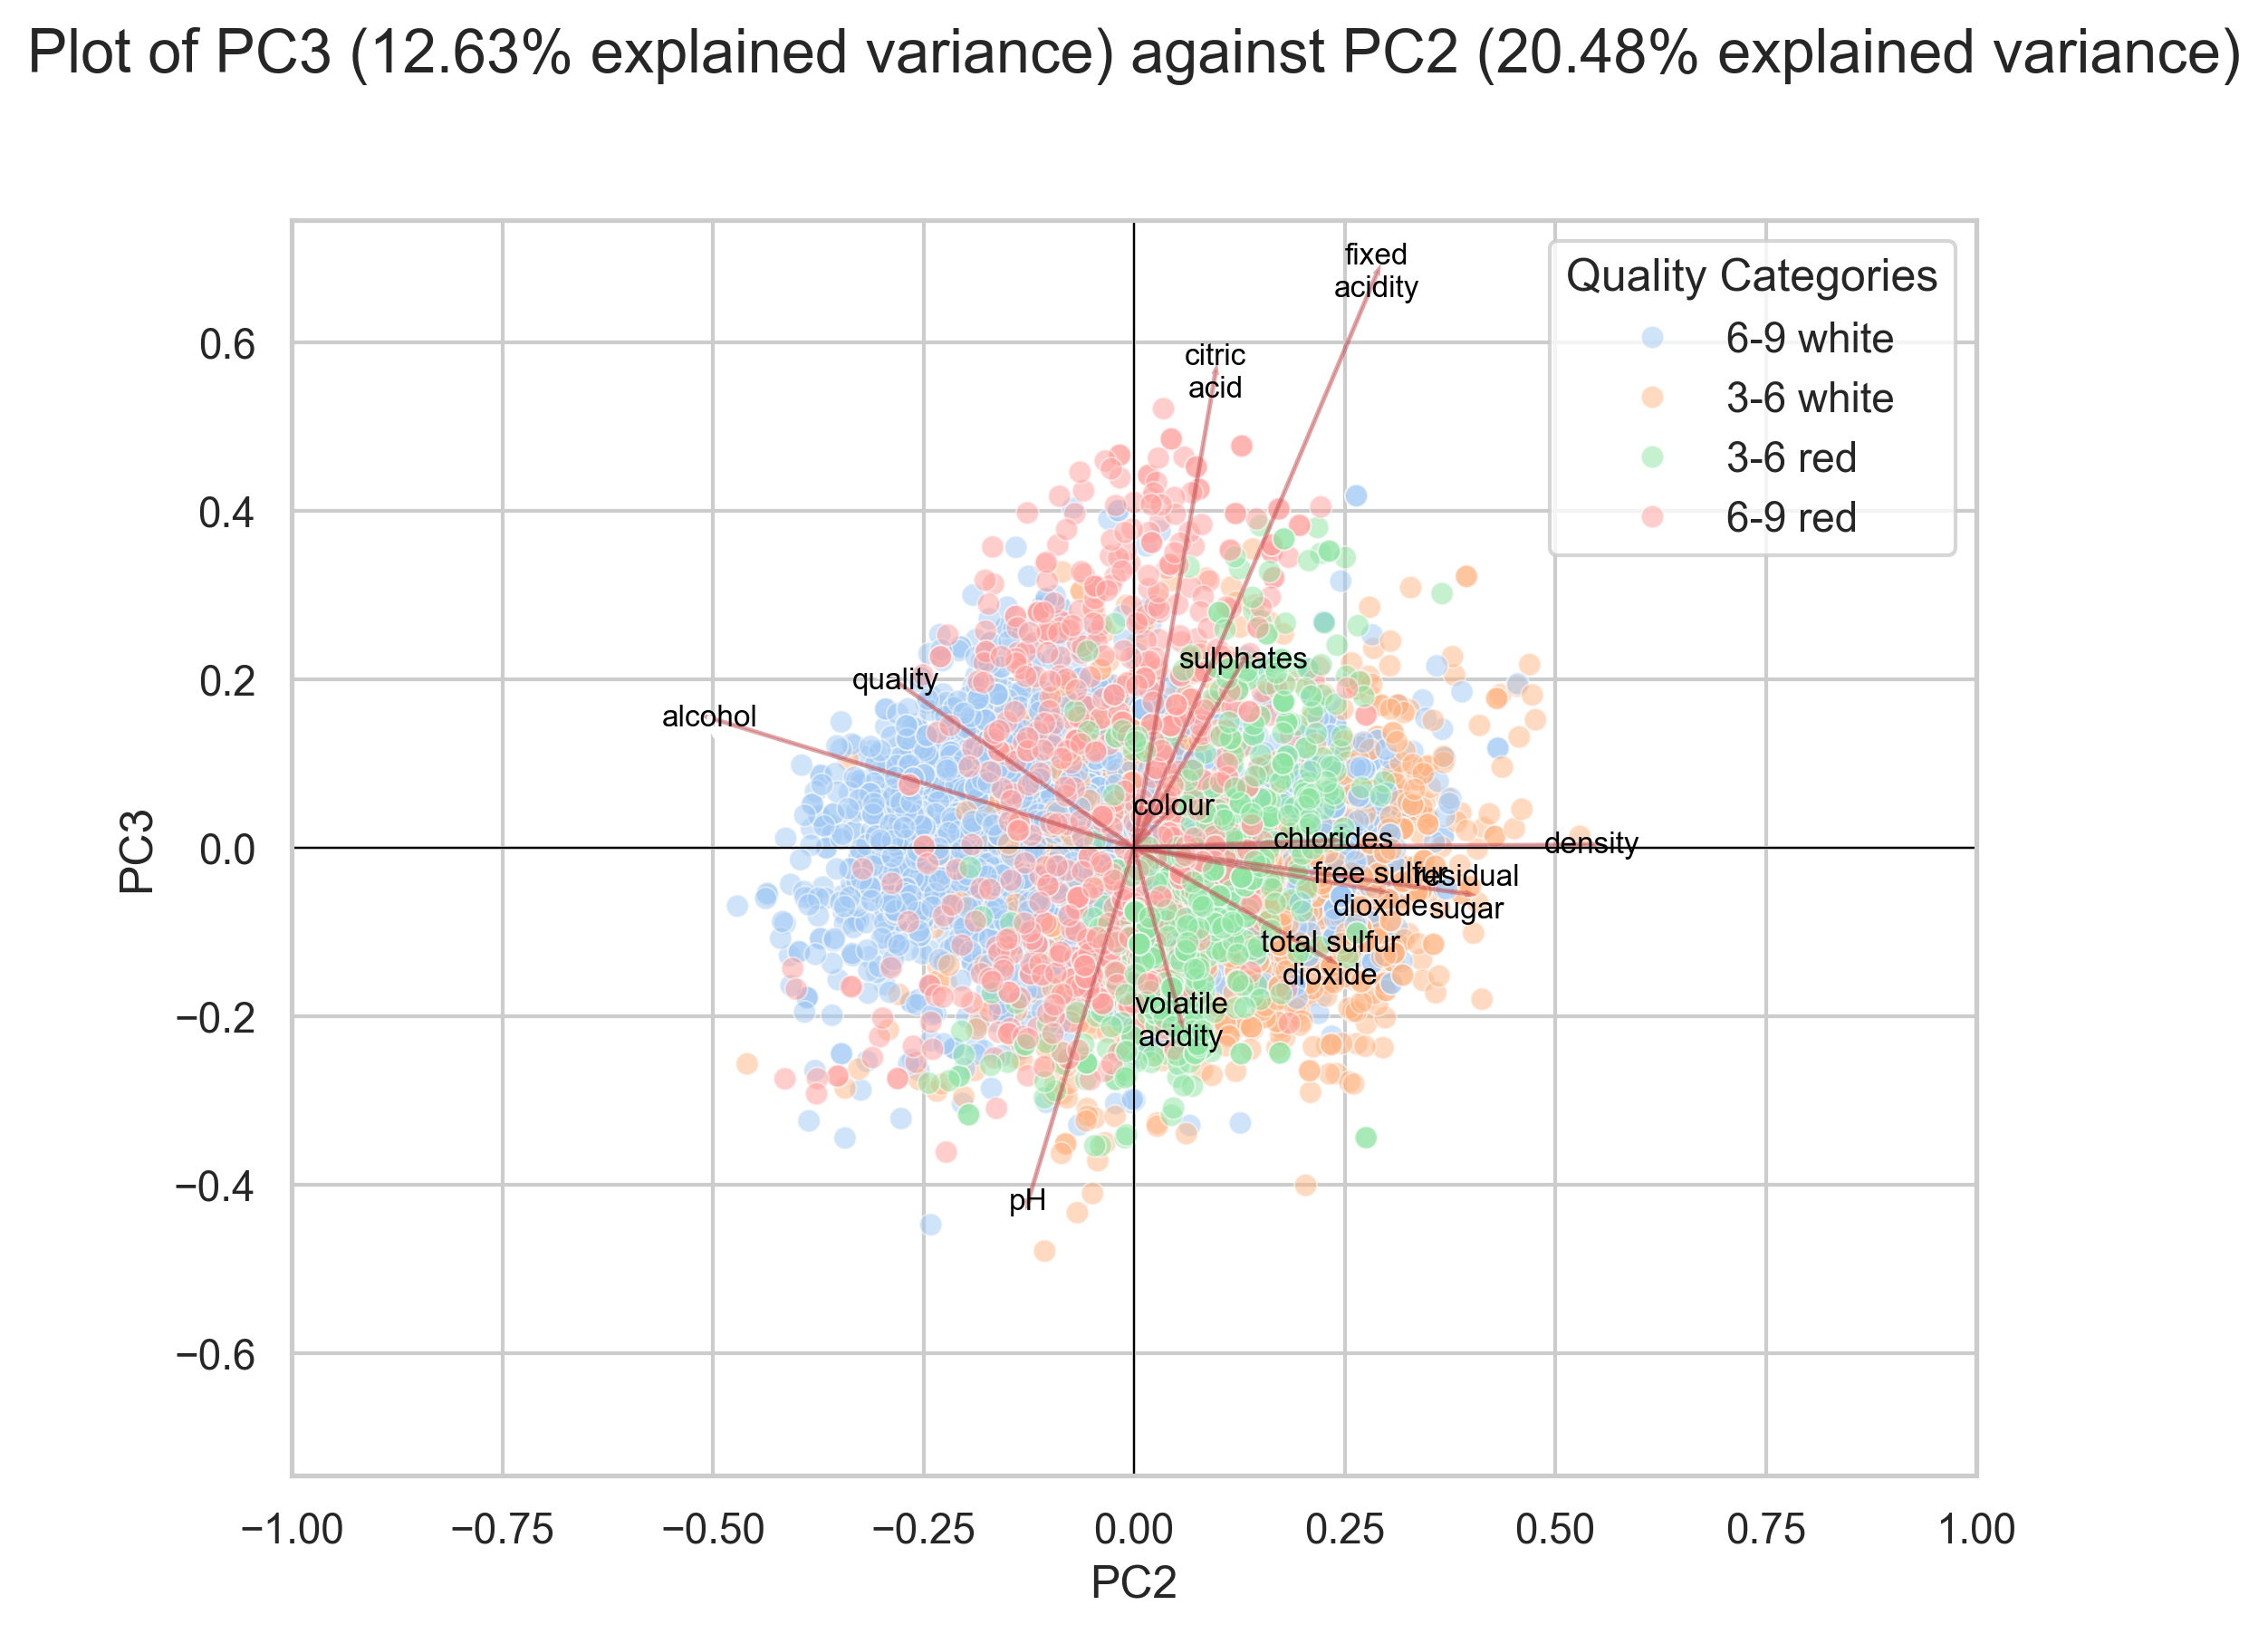 Plot of PC3 (12.63% explained variance) against PC2 (20.48% explained variance)
Quality Categories
6-9 white
3-6 white
3-6 red
6-9 red
fixed
acidity
citric
acid
sulphates
quality
alcohol
colour
chlorides
density
free sulfur
dioxide
residual
sugar
total sulfur
dioxide
volatile
acidity
pH
PC3
0.6
0.4
0.2
0.0
−0.2
−0.4
−0.6
−1.00
−0.75
−0.50
−0.25
0.00
0.25
0.50
0.75
1.00
PC2